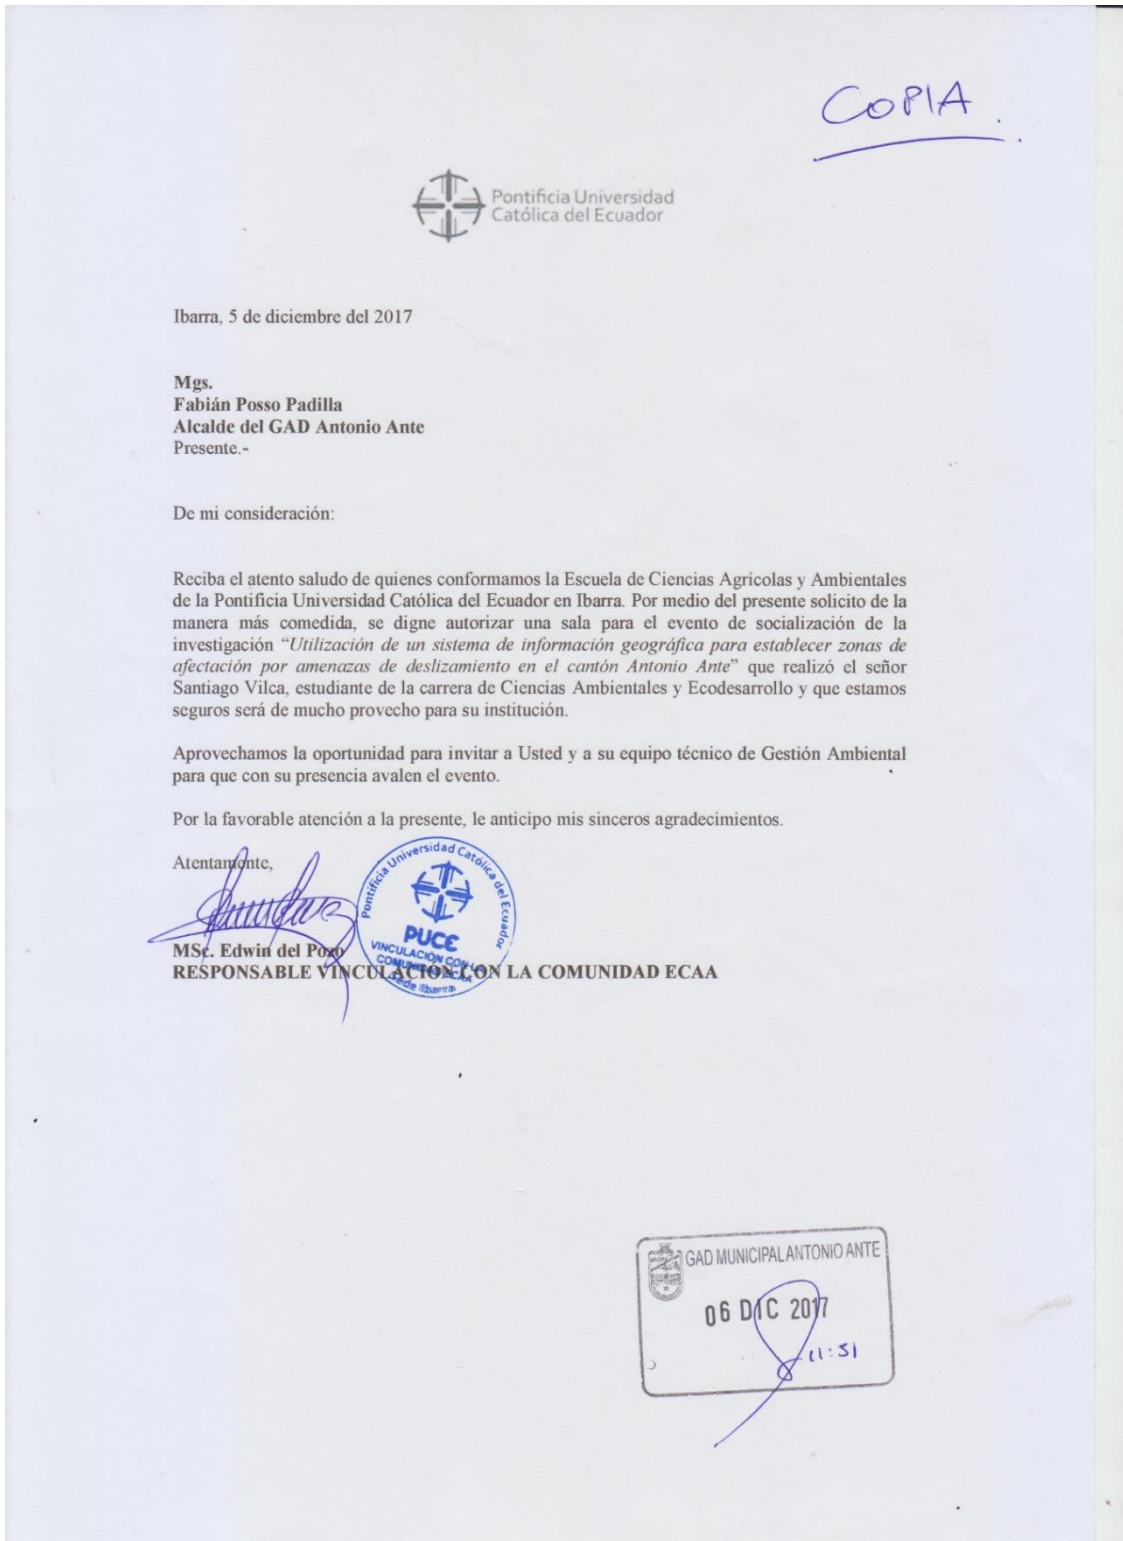 COPIA.
Pontificia Universidad
Católica del Ecuador
Ibarra, 5 de diciembre del 2017
Mgs.
Fabián Posso Padilla
Alcalde del GAD Antonio Ante
Presente.-
De mi consideración:
Reciba el atento saludo de quienes conformamos la Escuela de Ciencias Agrícolas y Ambientales
de la Pontificia Universidad Católica del Ecuador en Ibarra. Por medio del presente solicito de la
manera más comedida, se digne autorizar una sala para el evento de socialización de la
investigación “Utilización de un sistema de información geográfica para establecer zonas de
afectación por amenazas de deslizamiento en el cantón Antonio Ante” que realizó el señor
Santiago Vilca, estudiante de la carrera de Ciencias Ambientales y Ecodesarrollo y que estamos
seguros será de mucho provecho para su institución.
Aprovechamos la oportunidad para invitar a Usted y a su equipo técnico de Gestión Ambiental
para que con su presencia avalen el evento.
Por la favorable atención a la presente, le anticipo mis sinceros agradecimientos.
Atentamente,
Pontificia Universidad Católica del Ecuador
PUCE
VINCULACIÓN CON LA
COMUNIDAD ECAA
Sede Ibarra
MSc. Edwin del Pozo
RESPONSABLE VINCULACIÓN CON LA COMUNIDAD ECAA
GAD MUNICIPAL ANTONIO ANTE
06 DIC 2017
11:51